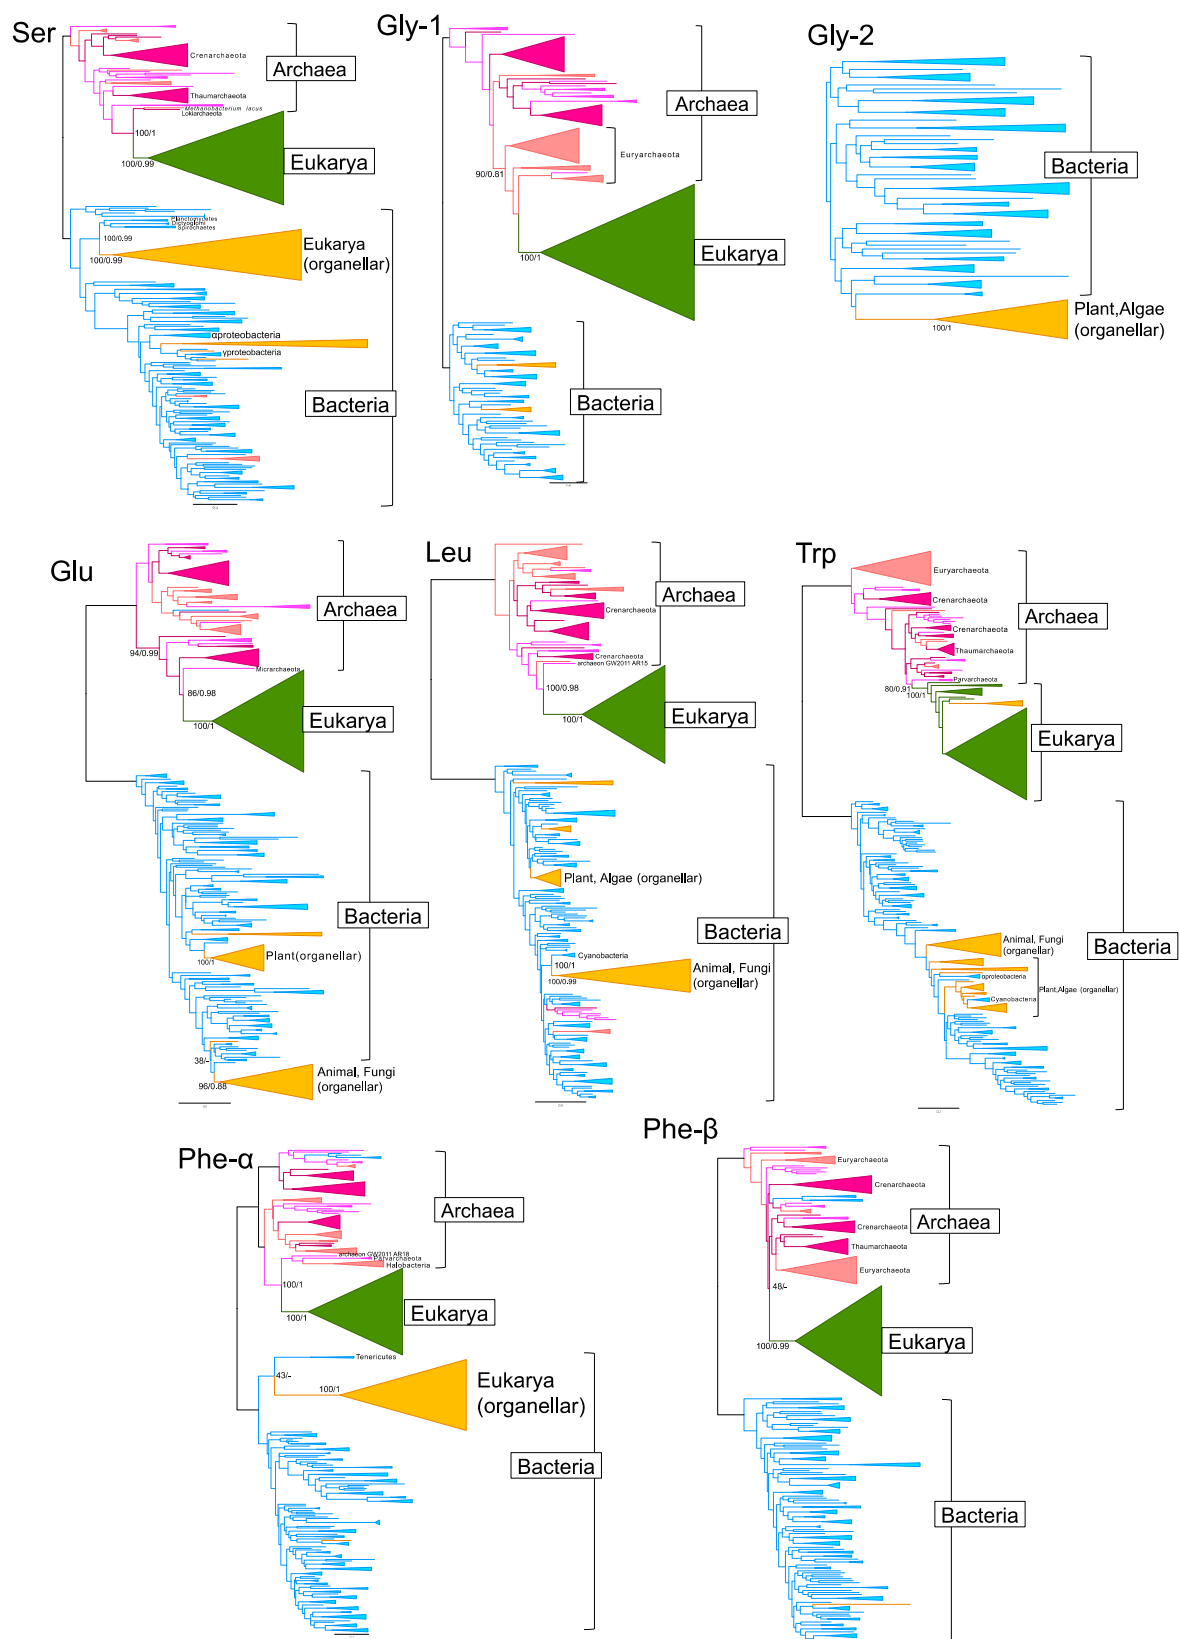 Ser
Crenarchaeota
Archaea
Thaumarchaeota
Methanobacterium lacus
Lokiarchaeota
100/1
100/0.99
Eukarya
Planctomycetes
Dictyoglomi
Spirochaetes
100/0.99
100/0.99
Eukarya
(organellar)
αproteobacteria
γproteobacteria
Bacteria
Gly-1
Archaea
Euryarchaeota
90/0.81
100/1
Eukarya
Bacteria
Gly-2
Bacteria
100/1
Plant,Algae
(organellar)
Glu
Archaea
94/0.99
Micrarchaeota
86/0.98
100/1
Eukarya
Bacteria
100/1
Plant(organellar)
38/-
96/0.88
Animal, Fungi
(organellar)
Leu
Archaea
Crenarchaeota
Crenarchaeota
archaeon GW2011 AR15
100/0.98
100/1
Eukarya
Plant, Algae (organellar)
Bacteria
Cyanobacteria
100/1
100/0.99
Animal, Fungi
(organellar)
Trp
Euryarchaeota
Crenarchaeota
Archaea
Crenarchaeota
Thaumarchaeota
Parvarchaeota
80/0.91
100/1
Eukarya
Animal, Fungi
(organellar)
Bacteria
αproteobacteria
Plant,Algae (organellar)
Cyanobacteria
Phe-α
Archaea
archaeon GW2011 AR18
Parvarchaeota
Halobacteria
100/1
100/1
Eukarya
Tenericutes
43/-
100/1
Eukarya
(organellar)
Bacteria
Phe-β
Euryarchaeota
Crenarchaeota
Archaea
Crenarchaeota
Thaumarchaeota
Euryarchaeota
48/-
100/0.99
Eukarya
Bacteria